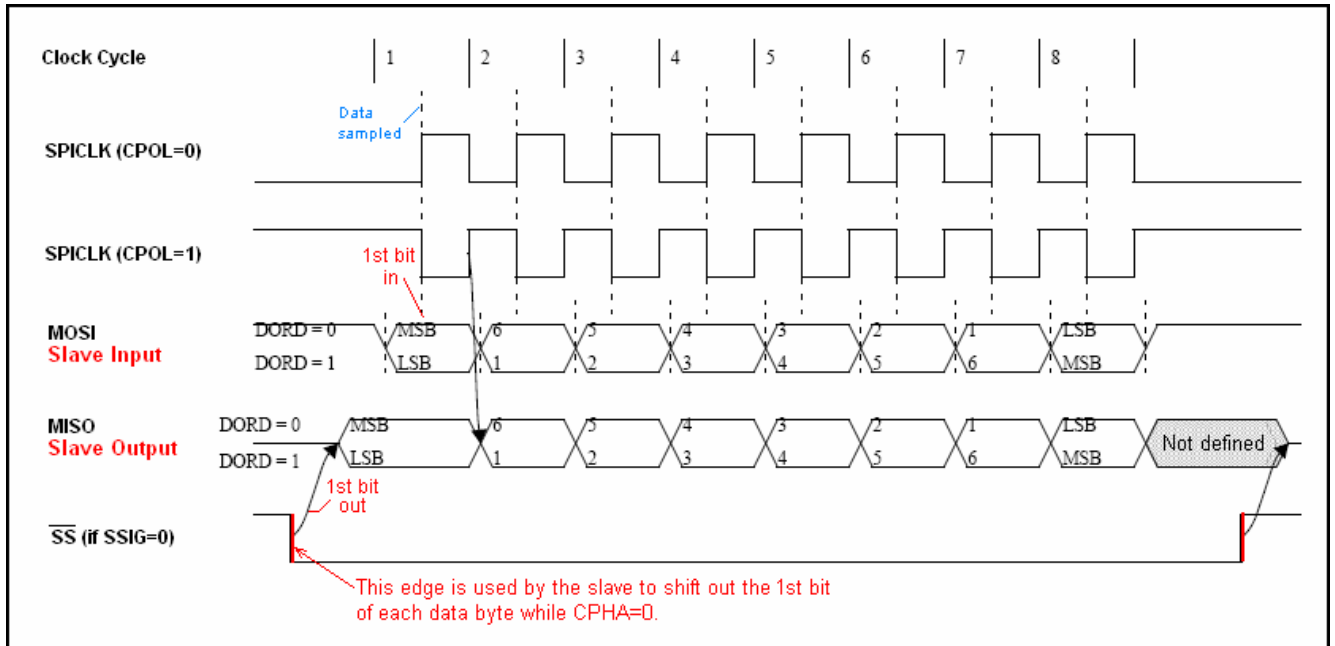 Clock Cycle 1 2 3 4 5 6 7 8
Data
sampled
SPICLK (CPOL=0)
SPICLK (CPOL=1)
1st bit
in
MOSI DORD = 0 MSB 6 5 4 3 2 1 LSB
Slave Input DORD = 1 LSB 1 2 3 4 5 6 MSB
MISO DORD = 0 MSB 6 5 4 3 2 1 LSB
Slave Output DORD = 1 LSB 1 2 3 4 5 6 MSB Not defined
1st bit
out
SS (if SSIG=0)
This edge is used by the slave to shift out the 1st bit
of each data byte while CPHA=0.